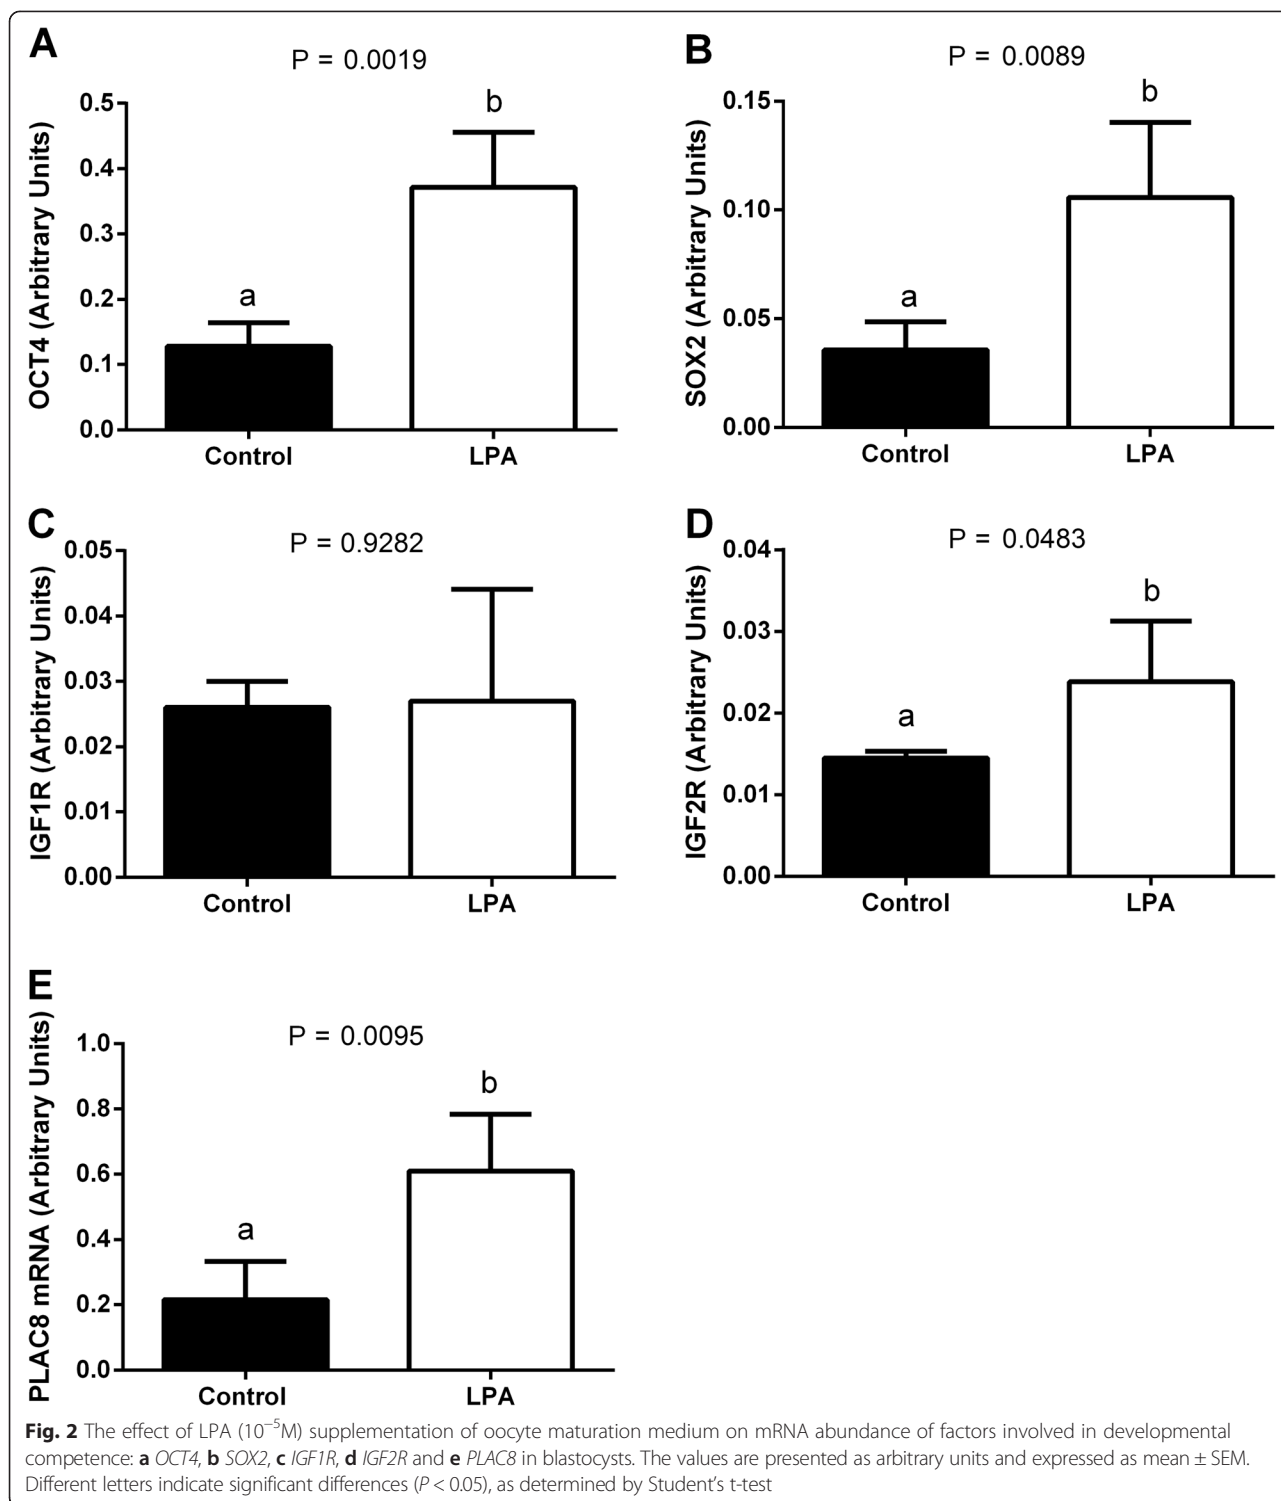 A
P = 0.0019
OCT4 (Arbitrary Units)
0.5
0.4
0.3
0.2
0.1
0.0
a
b
Control
LPA
B
P = 0.0089
SOX2 (Arbitrary Units)
0.15
0.10
0.05
0.00
a
b
Control
LPA
C
P = 0.9282
IGF1R (Arbitrary Units)
0.05
0.04
0.03
0.02
0.01
0.00
Control
LPA
D
P = 0.0483
IGF2R (Arbitrary Units)
0.04
0.03
0.02
0.01
0.00
a
b
Control
LPA
E
P = 0.0095
PLAC8 mRNA (Arbitrary Units)
1.0
0.8
0.6
0.4
0.2
0.0
a
b
Control
LPA
Fig. 2 The effect of LPA (10⁻⁵M) supplementation of oocyte maturation medium on mRNA abundance of factors involved in developmental
competence: a OCT4, b SOX2, c IGF1R, d IGF2R and e PLAC8 in blastocysts. The values are presented as arbitrary units and expressed as mean ± SEM.
Different letters indicate significant differences (P < 0.05), as determined by Student's t-test